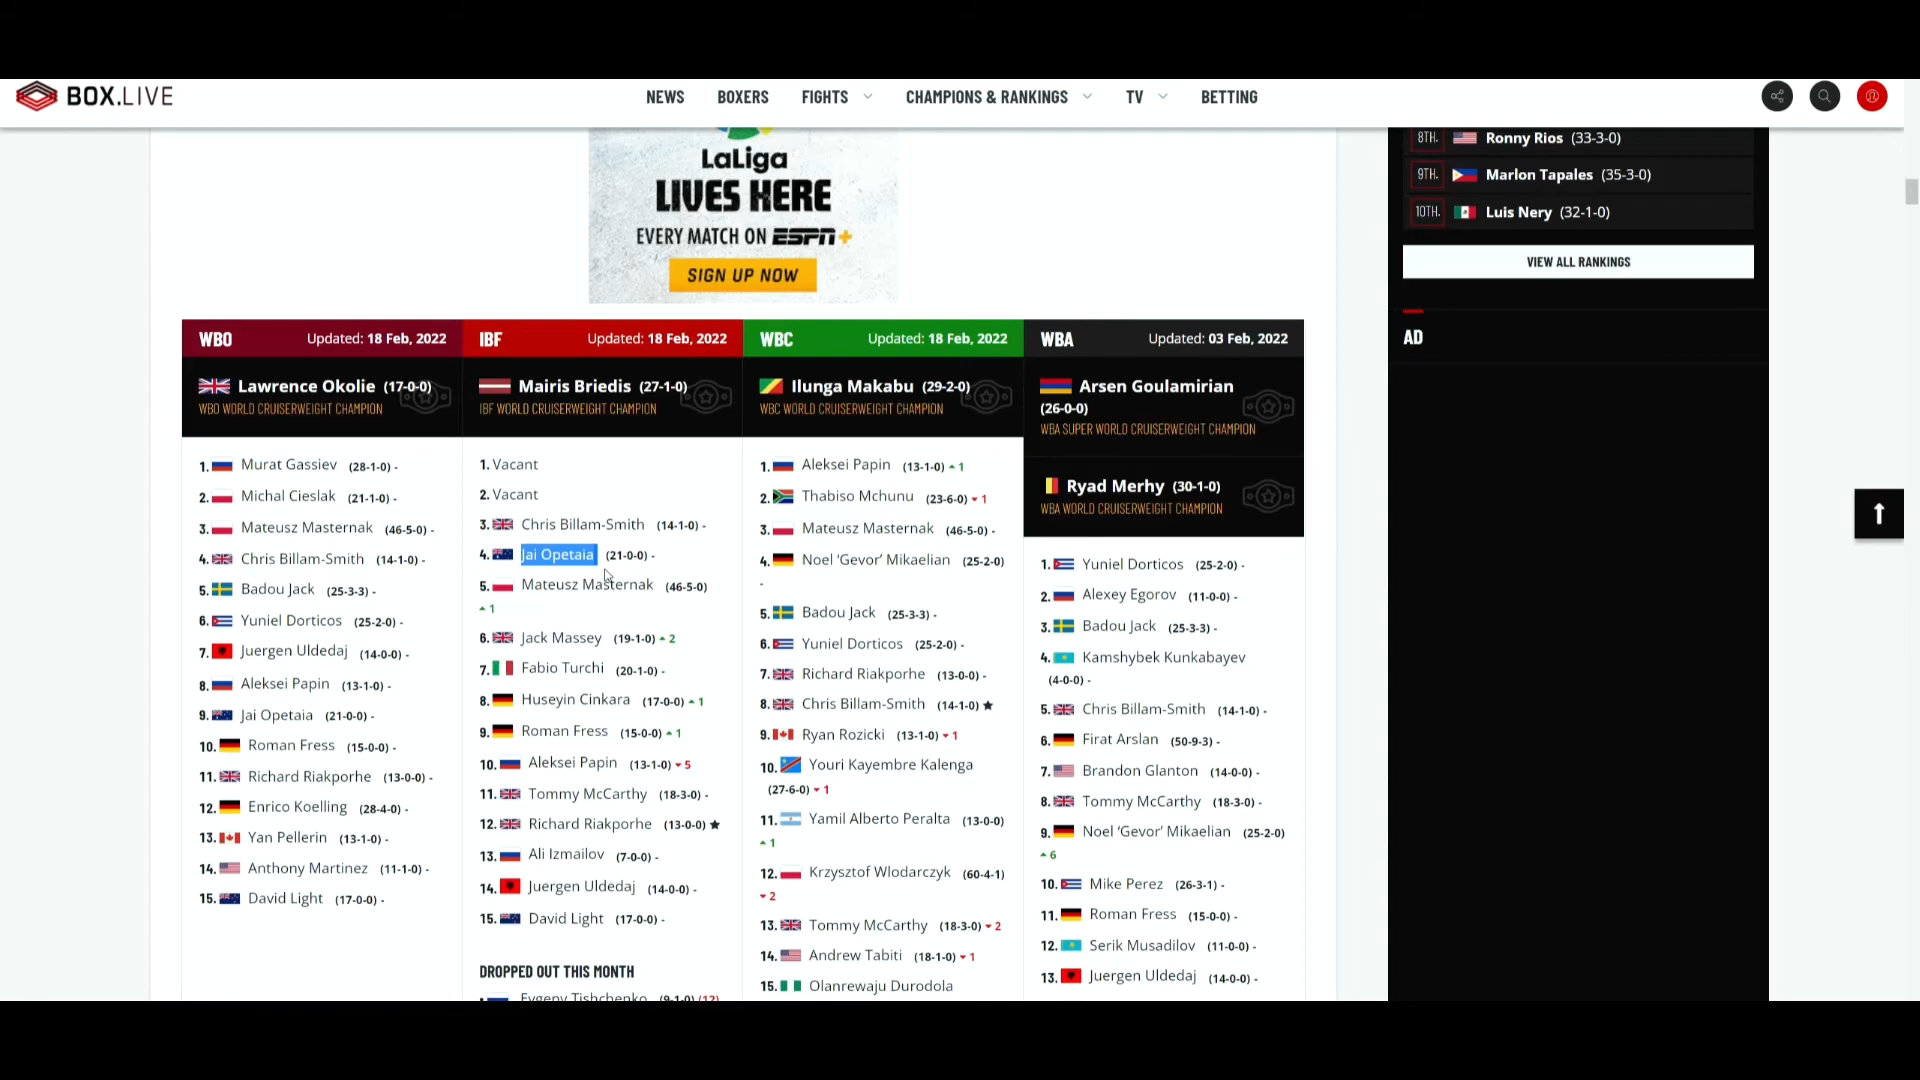 BOX.LIVE
NEWS BOXERS FIGHTS CHAMPIONS & RANKINGS TV BETTING
LaLiga
LIVES HERE
EVERY MATCH ON ESPN+
SIGN UP NOW
8TH. Ronny Rios (33-3-0)
9TH. Marlon Tapales (35-3-0)
10TH. Luis Nery (32-1-0)
VIEW ALL RANKINGS
AD
WBO Updated: 18 Feb, 2022
Lawrence Okolie (17-0-0)
WBO WORLD CRUISERWEIGHT CHAMPION
1. Murat Gassiev (28-1-0) -
2. Michal Cieslak (21-1-0) -
3. Mateusz Masternak (46-5-0) -
4. Chris Billam-Smith (14-1-0) -
5. Badou Jack (25-3-3) -
6. Yuniel Dorticos (25-2-0) -
7. Juergen Uldedaj (14-0-0) -
8. Aleksei Papin (13-1-0) -
9. Jai Opetaia (21-0-0) -
10. Roman Fress (15-0-0) -
11. Richard Riakporhe (13-0-0) -
12. Enrico Koelling (28-4-0) -
13. Yan Pellerin (13-1-0) -
14. Anthony Martinez (11-1-0) -
15. David Light (17-0-0) -
IBF Updated: 18 Feb, 2022
Mairis Briedis (27-1-0)
IBF WORLD CRUISERWEIGHT CHAMPION
1. Vacant
2. Vacant
3. Chris Billam-Smith (14-1-0) -
4. Jai Opetaia (21-0-0) -
5. Mateusz Masternak (46-5-0)
▲ 1
6. Jack Massey (19-1-0) ▲ 2
7. Fabio Turchi (20-1-0) -
8. Huseyin Cinkara (17-0-0) ▲ 1
9. Roman Fress (15-0-0) ▲ 1
10. Aleksei Papin (13-1-0) ▼ 5
11. Tommy McCarthy (18-3-0) -
12. Richard Riakporhe (13-0-0) ★
13. Ali Izmailov (7-0-0) -
14. Juergen Uldedaj (14-0-0) -
15. David Light (17-0-0) -
DROPPED OUT THIS MONTH
Evgeny Tishchenko (9-1-0) (12)
WBC Updated: 18 Feb, 2022
Ilunga Makabu (29-2-0)
WBC WORLD CRUISERWEIGHT CHAMPION
1. Aleksei Papin (13-1-0) ▲ 1
2. Thabiso Mchunu (23-6-0) ▼ 1
3. Mateusz Masternak (46-5-0) -
4. Noel ‘Gevor’ Mikaelian (25-2-0)
-
5. Badou Jack (25-3-3) -
6. Yuniel Dorticos (25-2-0) -
7. Richard Riakporhe (13-0-0) -
8. Chris Billam-Smith (14-1-0) ★
9. Ryan Rozicki (13-1-0) ▼ 1
10. Youri Kayembre Kalenga
(27-6-0) ▼ 1
11. Yamil Alberto Peralta (13-0-0)
▲ 1
12. Krzysztof Wlodarczyk (60-4-1)
▼ 2
13. Tommy McCarthy (18-3-0) ▼ 2
14. Andrew Tabiti (18-1-0) ▼ 1
15. Olanrewaju Durodola
WBA Updated: 03 Feb, 2022
Arsen Goulamirian
(26-0-0)
WBA SUPER WORLD CRUISERWEIGHT CHAMPION
Ryad Merhy (30-1-0)
WBA WORLD CRUISERWEIGHT CHAMPION
1. Yuniel Dorticos (25-2-0) -
2. Alexey Egorov (11-0-0) -
3. Badou Jack (25-3-3) -
4. Kamshybek Kunkabayev
(4-0-0) -
5. Chris Billam-Smith (14-1-0) -
6. Firat Arslan (50-9-3) -
7. Brandon Glanton (14-0-0) -
8. Tommy McCarthy (18-3-0) -
9. Noel ‘Gevor’ Mikaelian (25-2-0)
▲ 6
10. Mike Perez (26-3-1) -
11. Roman Fress (15-0-0) -
12. Serik Musadilov (11-0-0) -
13. Juergen Uldedaj (14-0-0) -